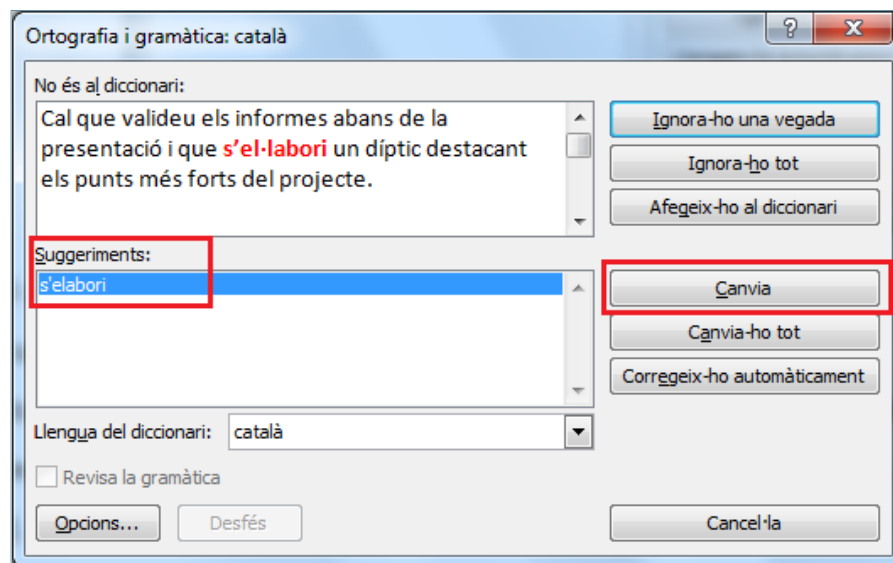 Ortografia i gramàtica: català
No és al diccionari:
Cal que valideu els informes abans de la
presentació i que s'el·labori un díptic destacant
els punts més forts del projecte.
Ignora-ho una vegada
Ignora-ho tot
Afegeix-ho al diccionari
Suggeriments:
s'elabori
Canvia
Canvia-ho tot
Corregeix-ho automàticament
Llengua del diccionari: català
Revisa la gramàtica
Opcions...
Desfés
Cancel·la